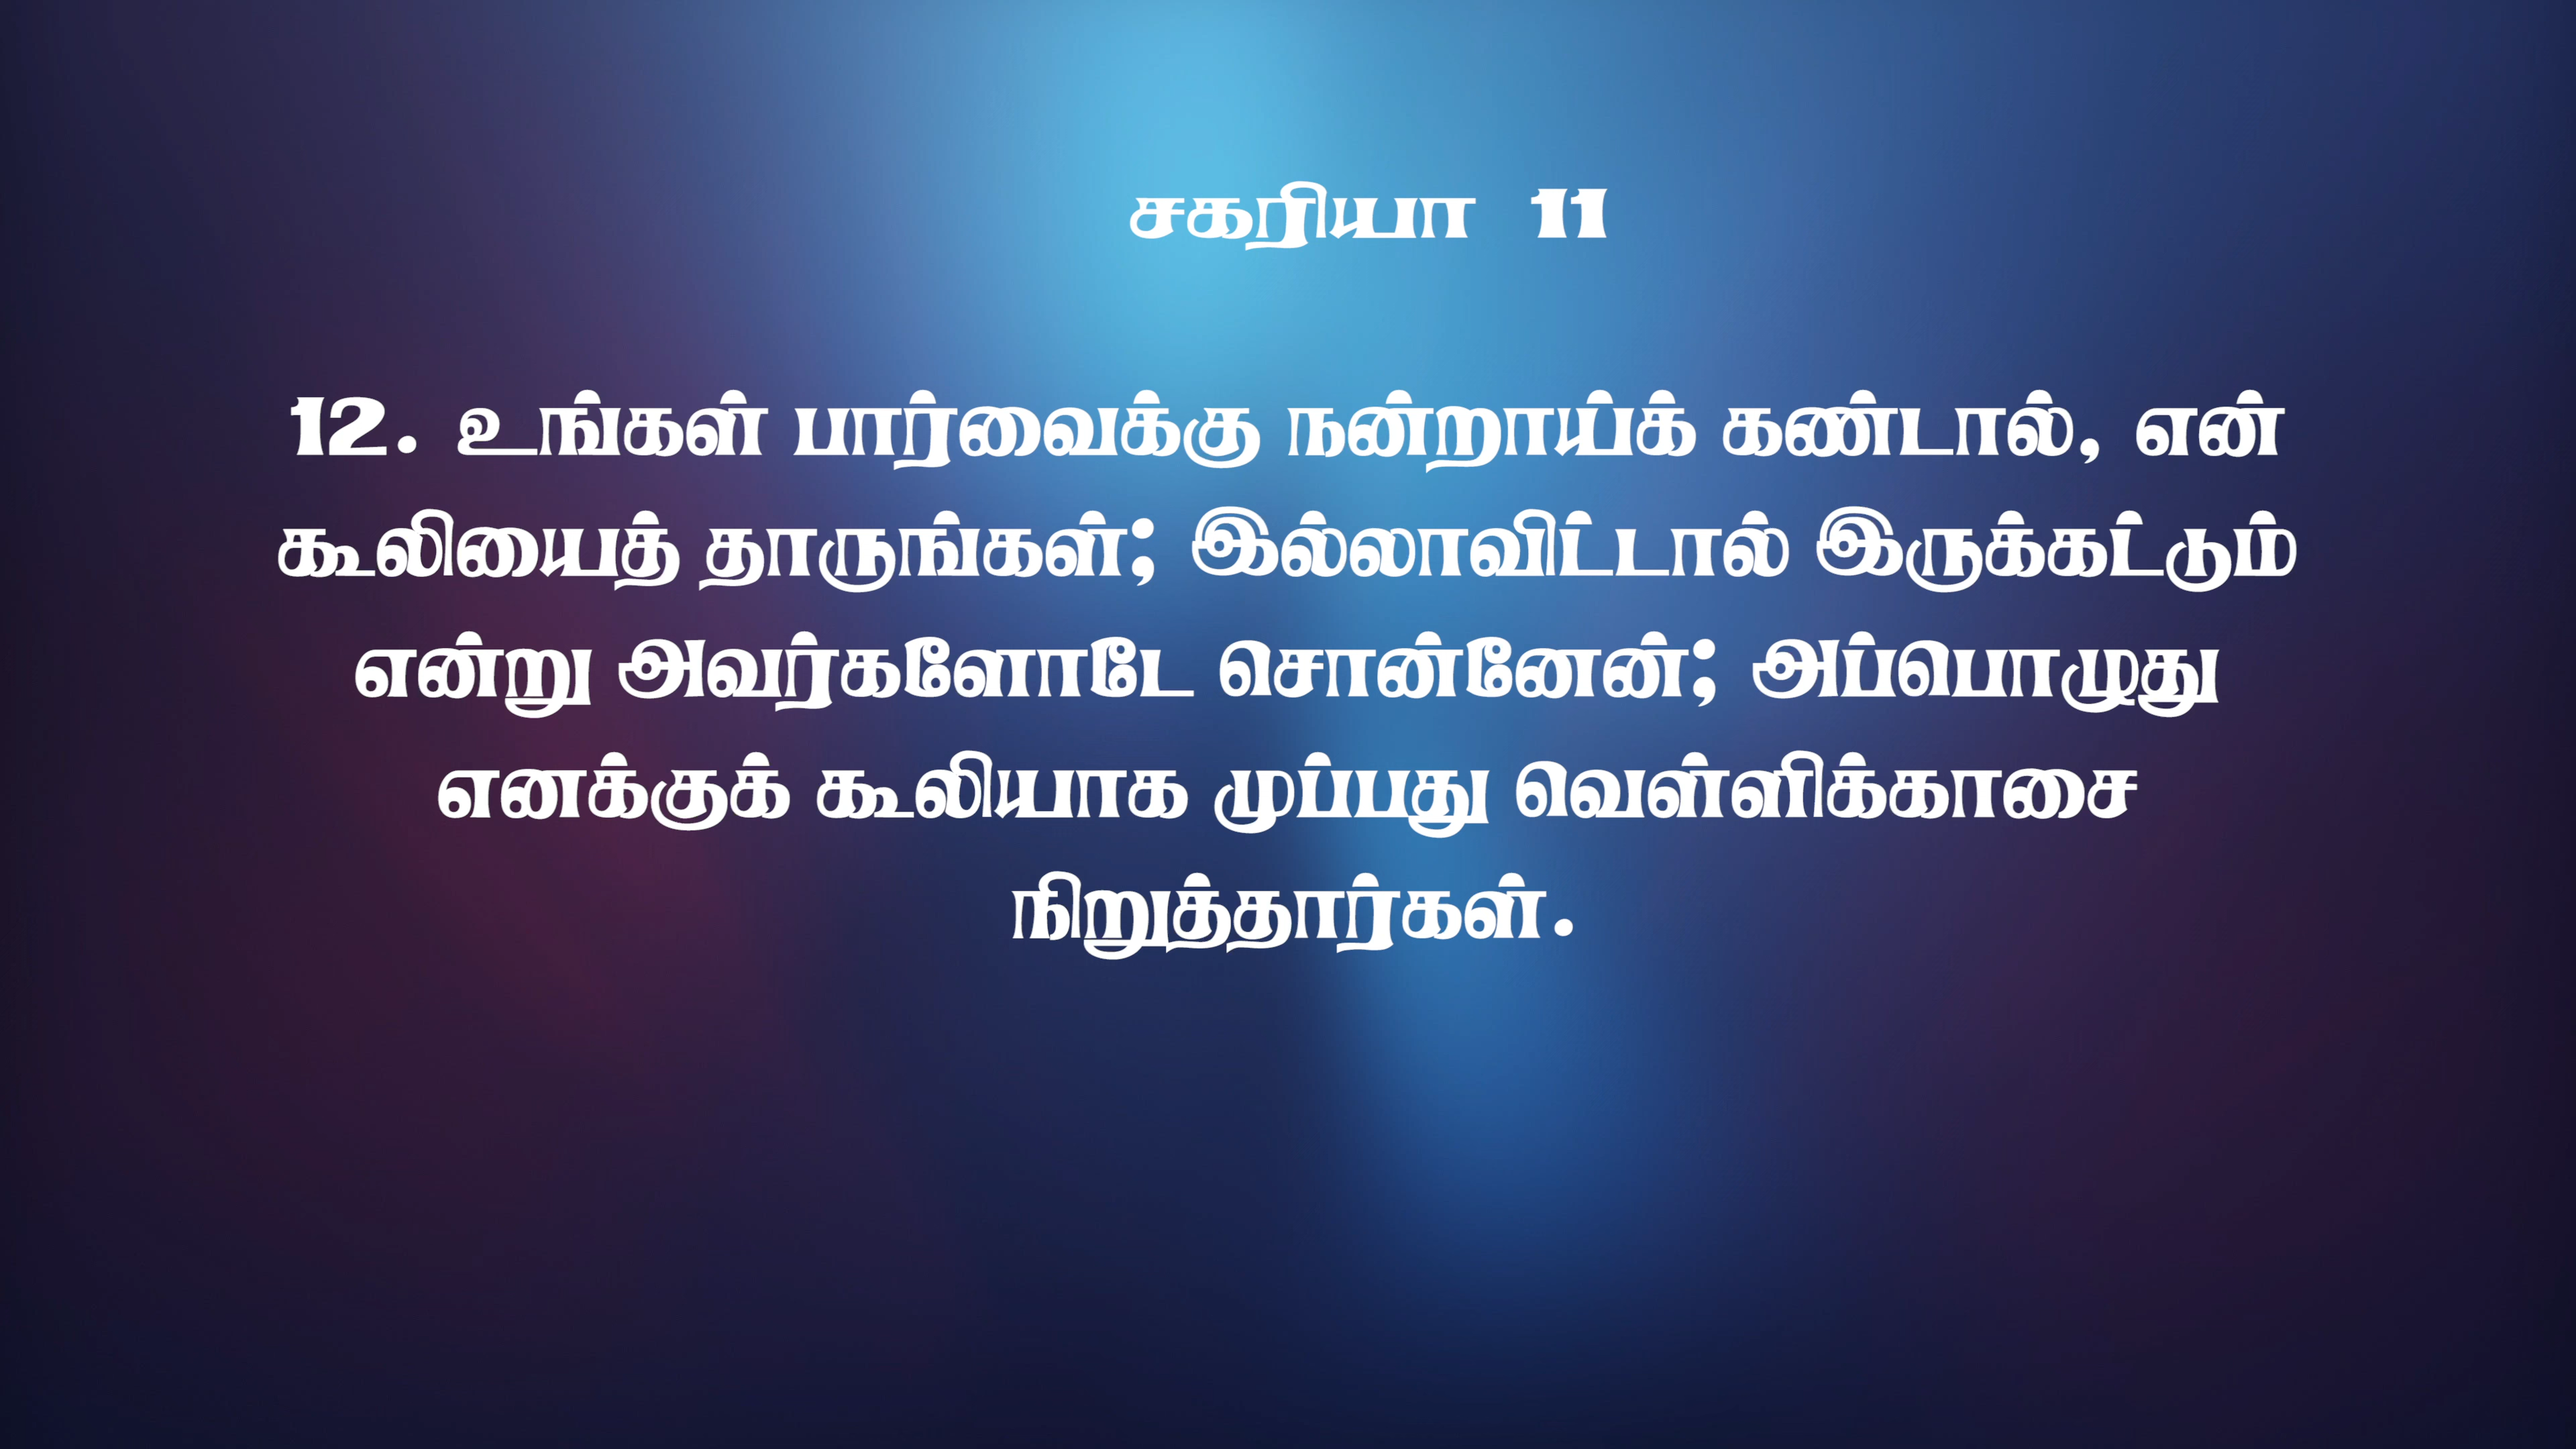 சகரியா 11
12. உங்கள் பார்வைக்கு நன்றாய்க் கண்டால், என்
கூலியைத் தாருங்கள்; இல்லாவிட்டால் இருக்கட்டும்
என்று அவர்களோடே சொன்னேன்; அப்பொழுது
எனக்குக் கூலியாக முப்பது வெள்ளிக்காசை
நிறுத்தார்கள்.